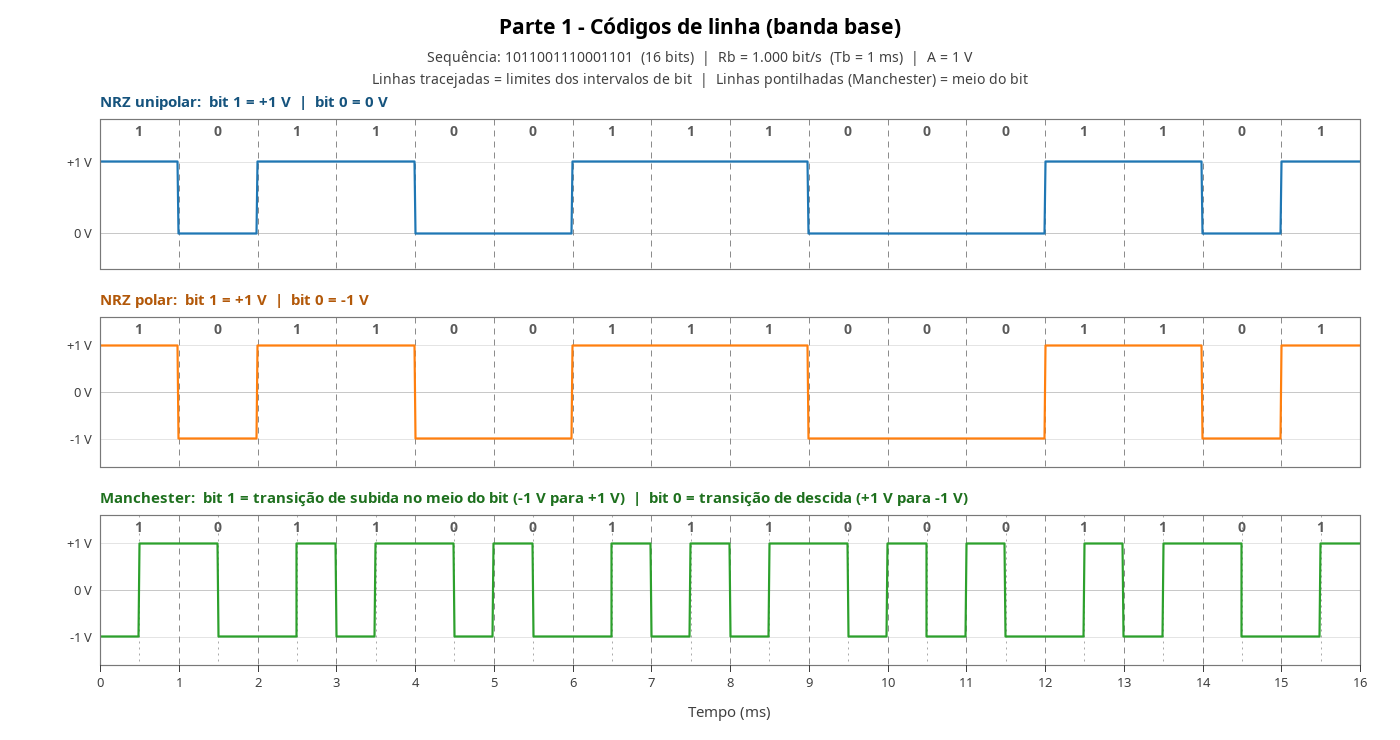 Parte 1 - Códigos de linha (banda base)
Sequência: 1011001110001101 (16 bits) | Rb = 1.000 bit/s (Tb = 1 ms) | A = 1 V
Linhas tracejadas = limites dos intervalos de bit | Linhas pontilhadas (Manchester) = meio do bit
NRZ unipolar: bit 1 = +1 V | bit 0 = 0 V
1 0 1 1 0 0 1 1 1 0 0 0 1 1 0 1
+1 V
0 V
NRZ polar: bit 1 = +1 V | bit 0 = -1 V
1 0 1 1 0 0 1 1 1 0 0 0 1 1 0 1
+1 V
0 V
-1 V
Manchester: bit 1 = transição de subida no meio do bit (-1 V para +1 V) | bit 0 = transição de descida (+1 V para -1 V)
1 0 1 1 0 0 1 1 1 0 0 0 1 1 0 1
+1 V
0 V
-1 V
0 1 2 3 4 5 6 7 8 9 10 11 12 13 14 15 16
Tempo (ms)